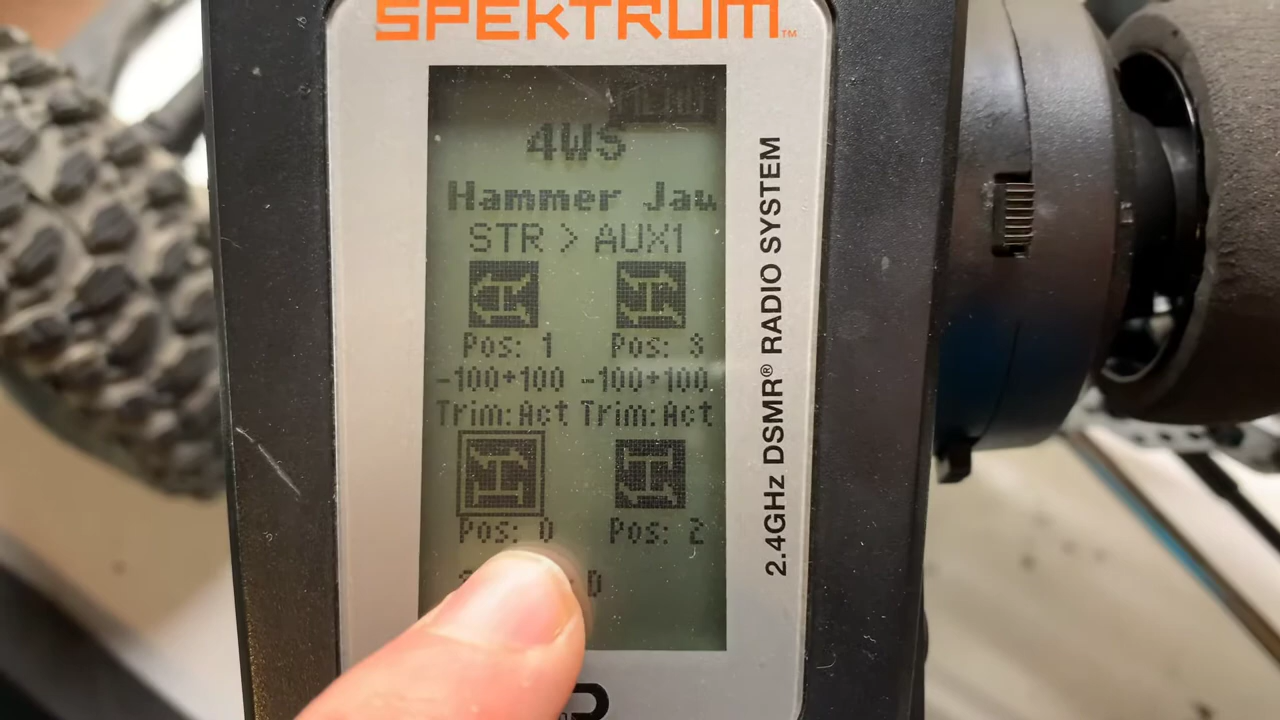 SPEKTRUM™
4WS
Hammer Jaw
STR > AUX1
Pos: 1 Pos: 3
-100+100 -100+100
Trim:Act Trim:Act
Pos: 0 Pos: 2
D
2.4GHz DSMR® RADIO SYSTEM